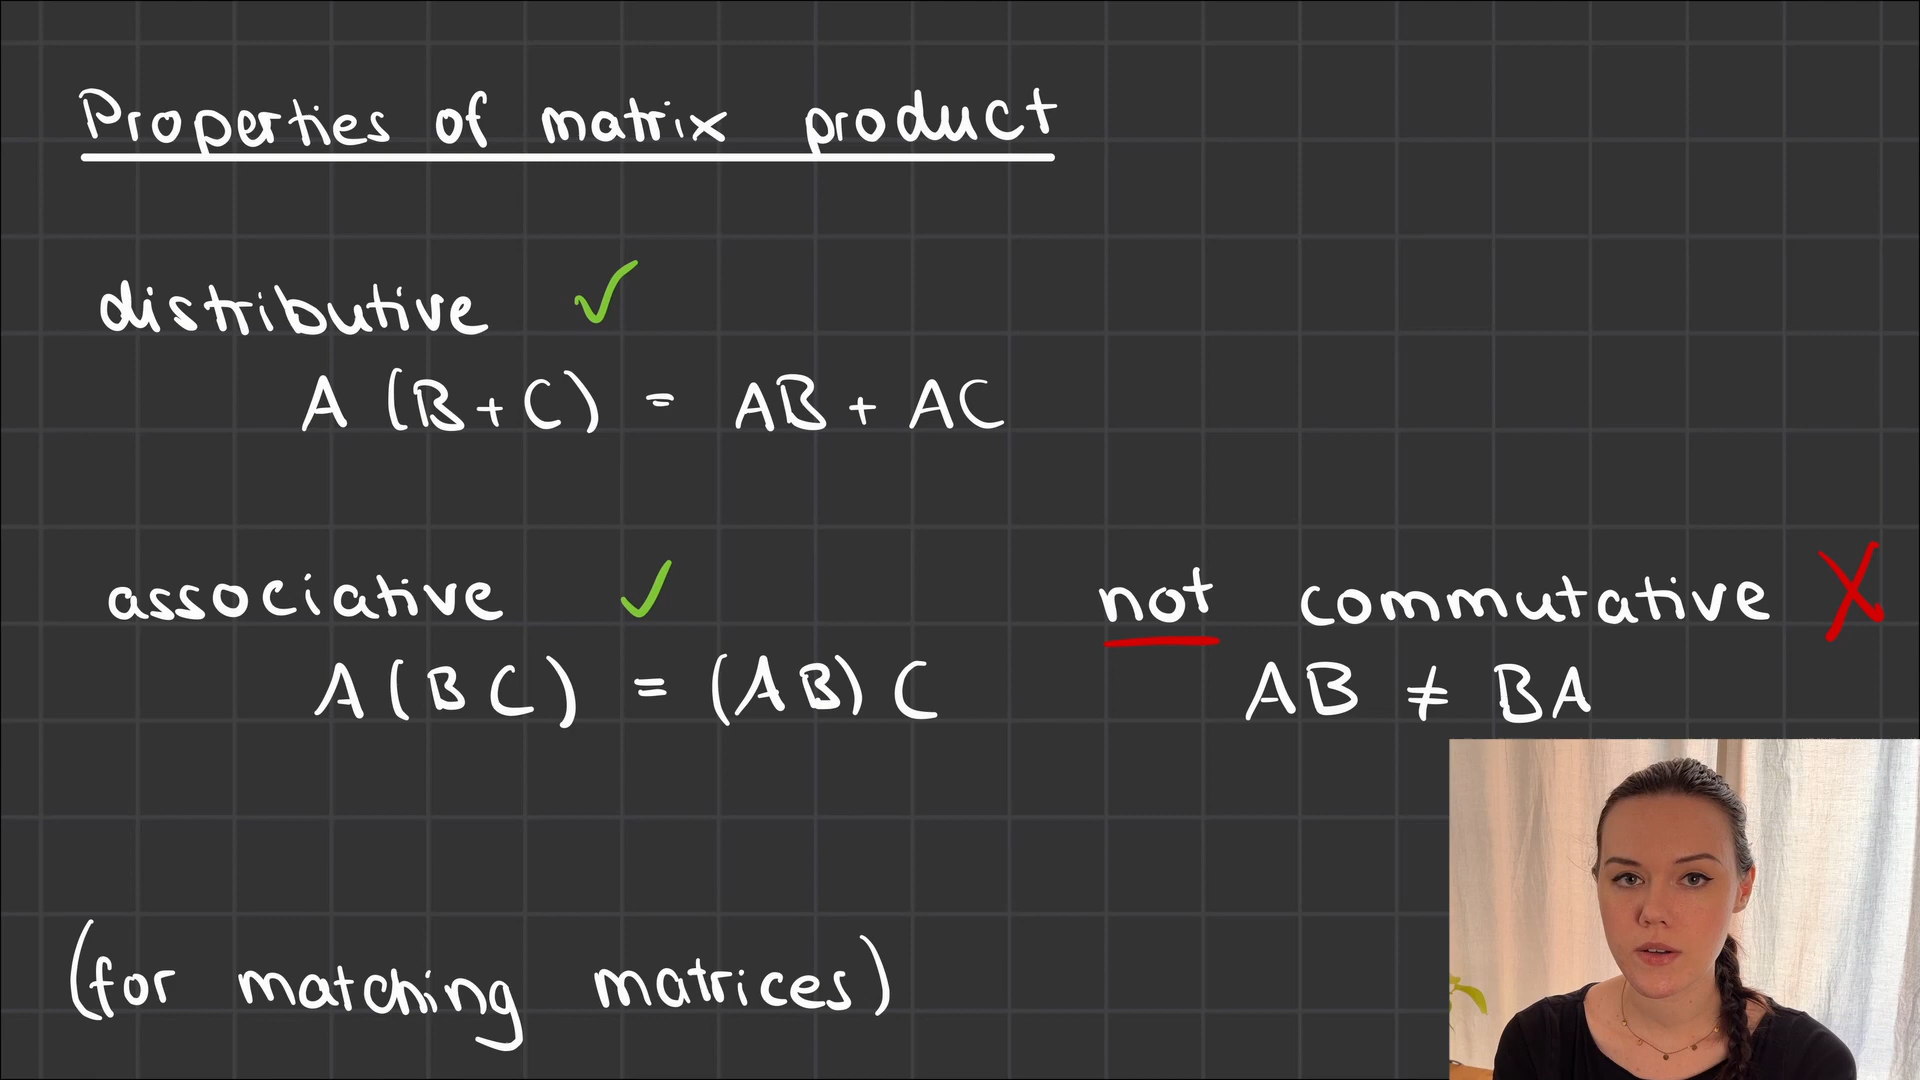 Properties of matrix product
distributive ✓
A (B+C) = AB + AC
associative ✓
A(BC) = (AB) C
not commutative X
AB ≠ BA
(for matching matrices)